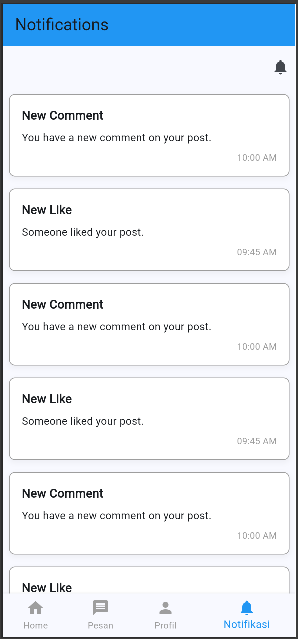 Notifications
New Comment
You have a new comment on your post.
10:00 AM
New Like
Someone liked your post.
09:45 AM
New Comment
You have a new comment on your post.
10:00 AM
New Like
Someone liked your post.
09:45 AM
New Comment
You have a new comment on your post.
10:00 AM
New Like
Home Pesan Profil Notifikasi